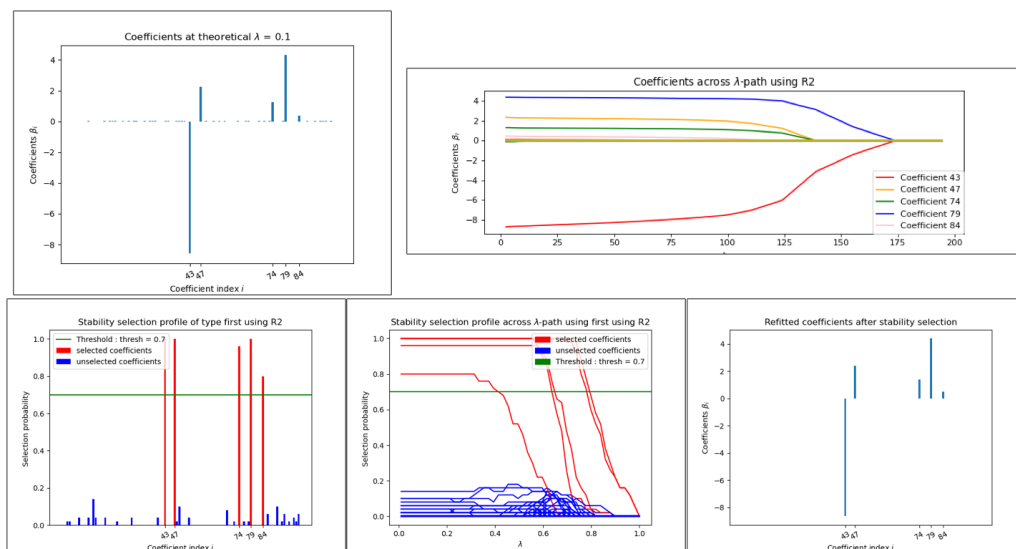 Coefficients at theoretical λ = 0.1
4
2
0
−2
−4
−6
−8
Coefficients βᵢ
43
47
74
79
84
Coefficient index i
Coefficients across λ-path using R2
4
2
0
−2
−4
−6
−8
Coefficients βᵢ
Coefficient 43
Coefficient 47
Coefficient 74
Coefficient 79
Coefficient 84
0 25 50 75 100 125 150 175 200
Stability selection profile of type first using R2
1.0
0.8
0.6
0.4
0.2
0.0
Selection probability
Threshold : thresh = 0.7
selected coefficients
unselected coefficients
43
47
74
79
84
Coefficient index i
Stability selection profile across λ-path using first using R2
1.0
0.8
0.6
0.4
0.2
0.0
Selection probability
selected coefficients
unselected coefficients
Threshold : thresh = 0.7
0.0 0.2 0.4 0.6 0.8 1.0
λ
Refitted coefficients after stability selection
4
2
0
−2
−4
−6
−8
Coefficients βᵢ
43
47
74
79
84
Coefficient index i